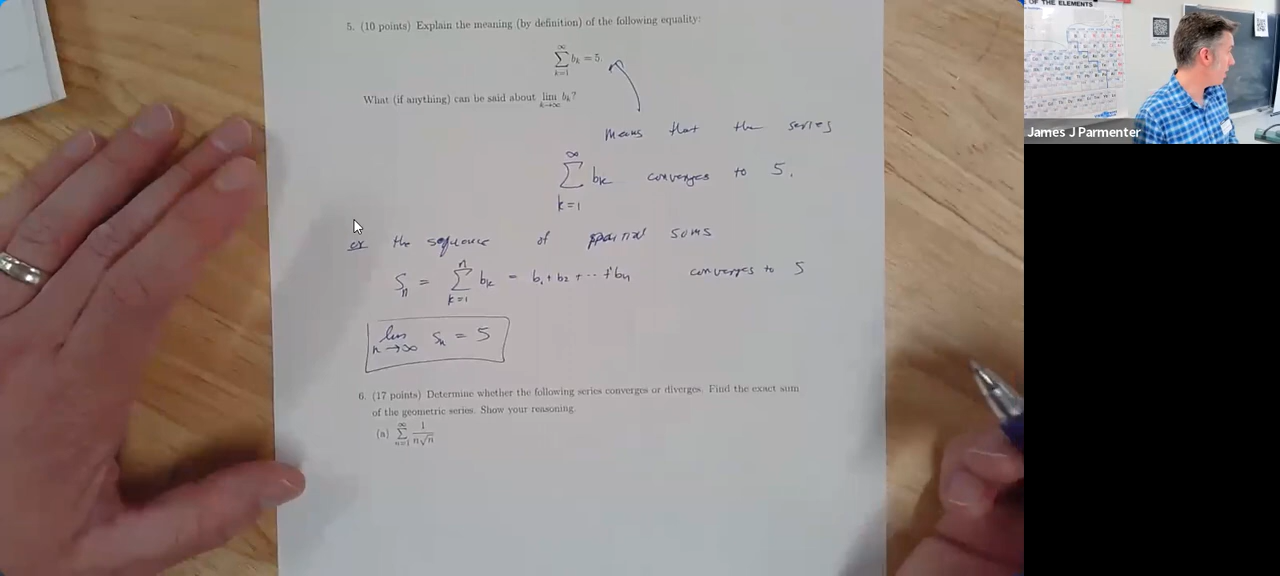 5. (10 points) Explain the meaning (by definition) of the following equality:
∑_{k=1}^{∞} b_k = 5.
What (if anything) can be said about lim_{k→∞} b_k?
means that the series
∑_{k=1}^{∞} b_k converges to 5.
or the sequence of partial sums
S_n = ∑_{k=1}^{n} b_k = b_1 + b_2 + ... + b_n converges to 5
lim_{n→∞} S_n = 5
6. (17 points) Determine whether the following series converges or diverges. Find the exact sum
of the geometric series. Show your reasoning.
(a) ∑_{n=1}^{∞} 1/(n√n)
OF THE ELEMENTS
James J Parmenter